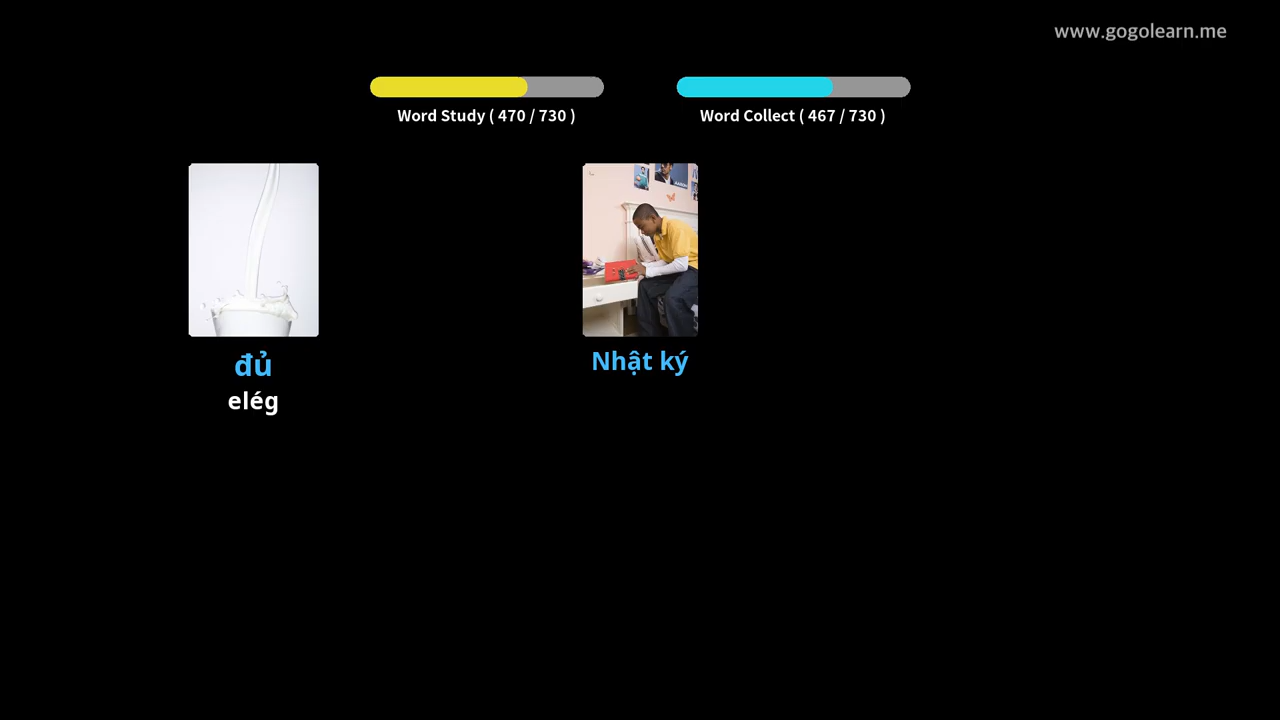 www.gogolearn.me
Word Study ( 470 / 730 )
Word Collect ( 467 / 730 )
đủ
elég
Nhật ký